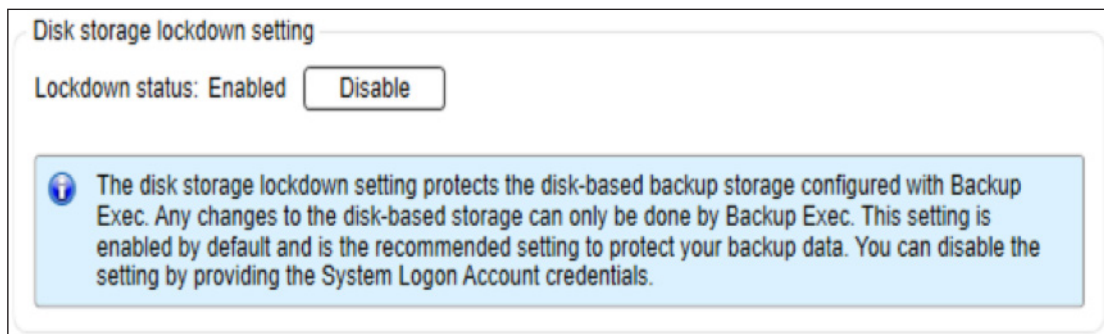 Disk storage lockdown setting
Lockdown status: Enabled Disable
The disk storage lockdown setting protects the disk-based backup storage configured with Backup
Exec. Any changes to the disk-based storage can only be done by Backup Exec. This setting is
enabled by default and is the recommended setting to protect your backup data. You can disable the
setting by providing the System Logon Account credentials.